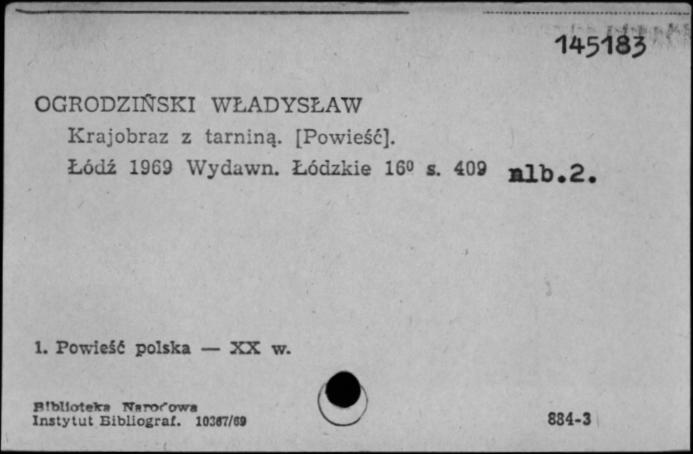 145183
OGRODZIŃSKI WŁADYSŁAW
Krajobraz z tarniną. [Powieść].
Łódź 1969 Wydawn. Łódzkie 16⁰ s. 409 nlb.2.
1. Powieść polska — XX w.
Biblioteka Narodowa
Instytut Bibliograf. 10367/69
884-3